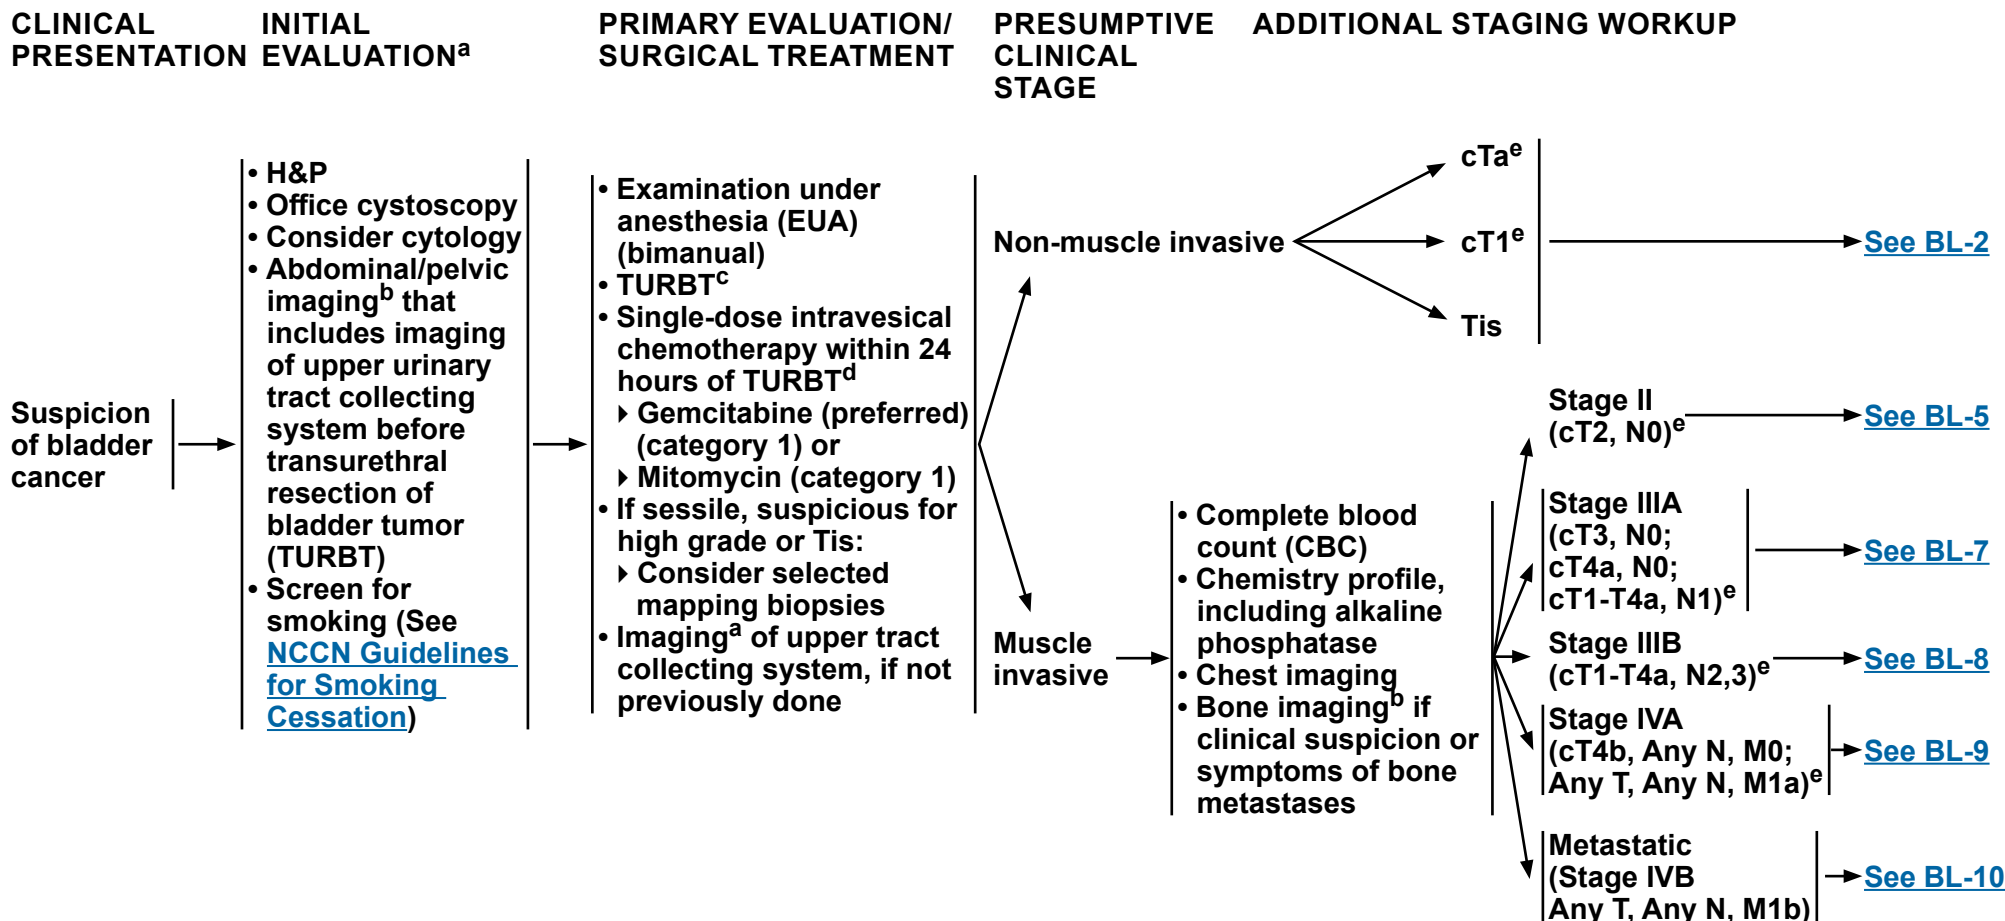 CLINICAL
PRESENTATION
INITIAL
EVALUATIONa
PRIMARY EVALUATION/
SURGICAL TREATMENT
PRESUMPTIVE
CLINICAL
STAGE
ADDITIONAL STAGING WORKUP
Suspicion
of bladder
cancer
• H&P
• Office cystoscopy
• Consider cytology
• Abdominal/pelvic
imagingb that
includes imaging
of upper urinary
tract collecting
system before
transurethral
resection of
bladder tumor
(TURBT)
• Screen for
smoking (See
NCCN Guidelines
for Smoking
Cessation)
• Examination under
anesthesia (EUA)
(bimanual)
• TURBTc
• Single-dose intravesical
chemotherapy within 24
hours of TURBTd
Gemcitabine (preferred)
(category 1) or
Mitomycin (category 1)
• If sessile, suspicious for
high grade or Tis:
Consider selected
mapping biopsies
• Imaginga of upper tract
collecting system, if not
previously done
Non-muscle invasive
cTae
cT1e
Tis
See BL-2
Muscle
invasive
• Complete blood
count (CBC)
• Chemistry profile,
including alkaline
phosphatase
• Chest imaging
• Bone imagingb if
clinical suspicion or
symptoms of bone
metastases
Stage II
(cT2, N0)e
See BL-5
Stage IIIA
(cT3, N0;
cT4a, N0;
cT1-T4a, N1)e
See BL-7
Stage IIIB
(cT1-T4a, N2,3)e
See BL-8
Stage IVA
(cT4b, Any N, M0;
Any T, Any N, M1a)e
See BL-9
Metastatic
(Stage IVB
Any T, Any N, M1b)
See BL-10